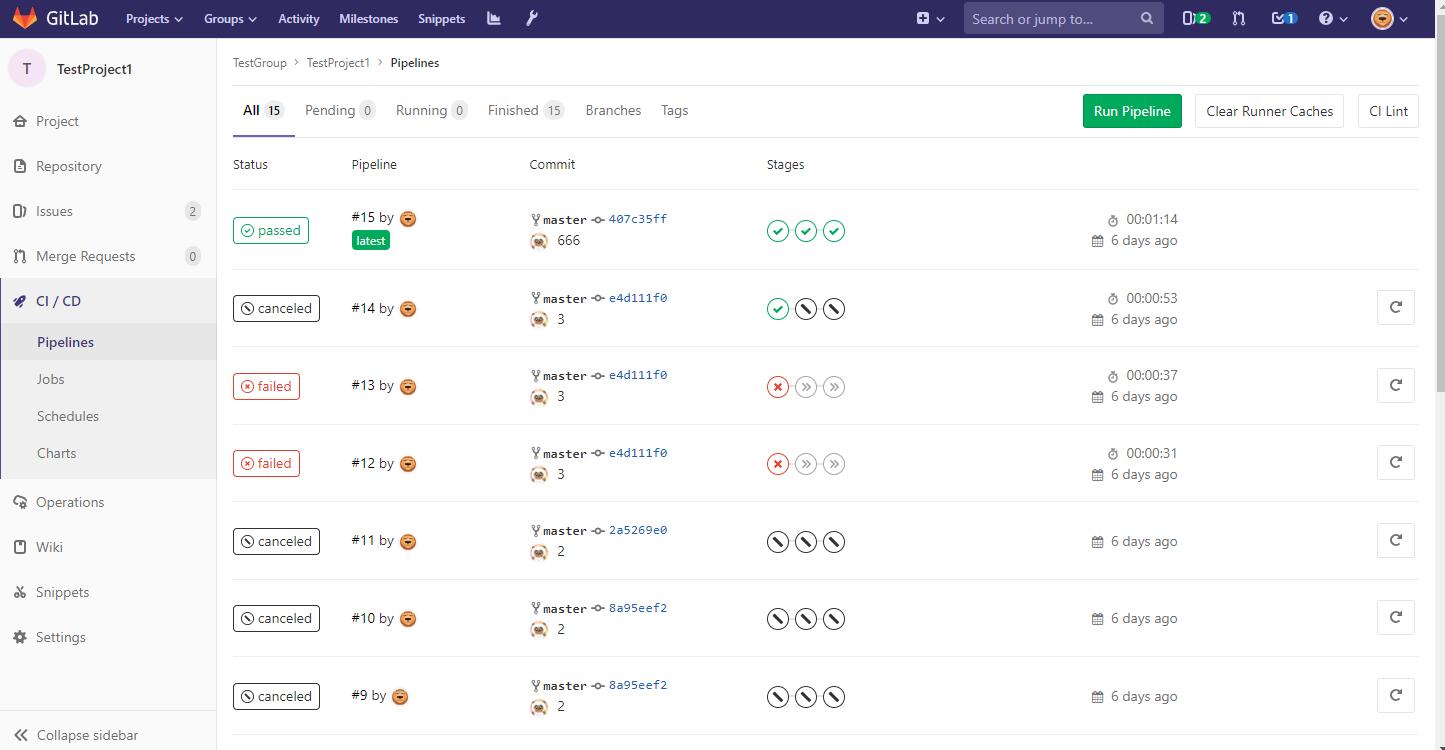 GitLab Projects Groups Activity Milestones Snippets Search or jump to... 2 1
T TestProject1
TestGroup > TestProject1 > Pipelines
All 15 Pending 0 Running 0 Finished 15 Branches Tags Run Pipeline Clear Runner Caches CI Lint
Project
Repository
Issues 2
Merge Requests 0
CI / CD
Pipelines
Jobs
Schedules
Charts
Operations
Wiki
Snippets
Settings
Collapse sidebar
Status Pipeline Commit Stages
passed #15 by master 407c35ff 00:01:14
latest 666 6 days ago
canceled #14 by master e4d111f0 00:00:53
3 6 days ago
failed #13 by master e4d111f0 00:00:37
3 6 days ago
failed #12 by master e4d111f0 00:00:31
3 6 days ago
canceled #11 by master 2a5269e0 6 days ago
2
canceled #10 by master 8a95eef2 6 days ago
2
canceled #9 by master 8a95eef2 6 days ago
2